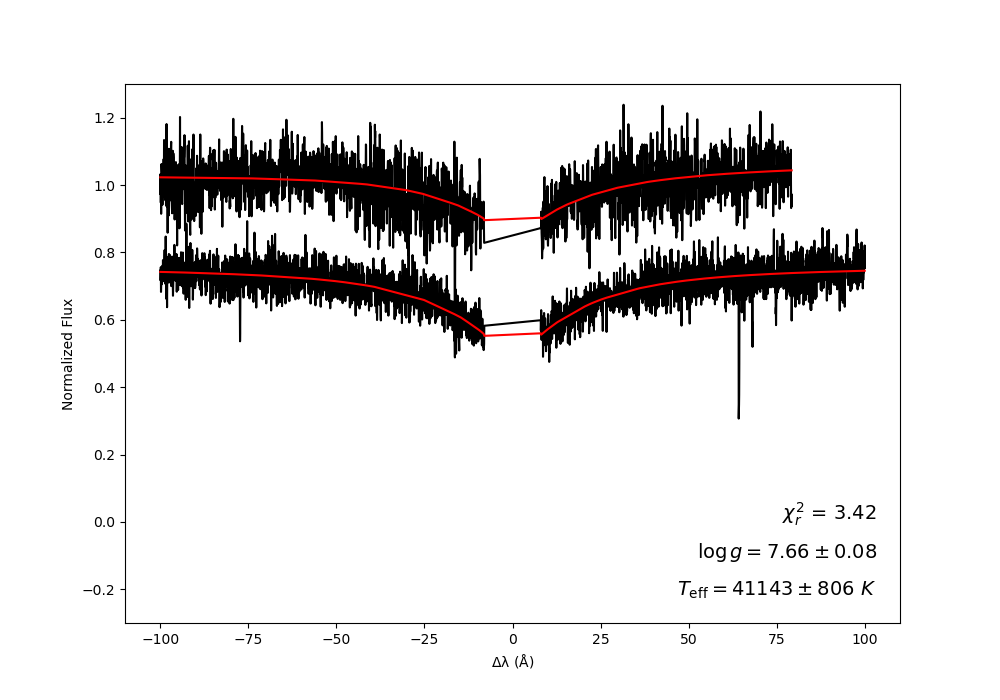 1.2
1.0
0.8
0.6
0.4
0.2
0.0
−0.2
Normalized Flux
χ²ᵣ = 3.42
log g = 7.66 ± 0.08
T_eff = 41143 ± 806 K
−100 −75 −50 −25 0 25 50 75 100
Δλ (Å)